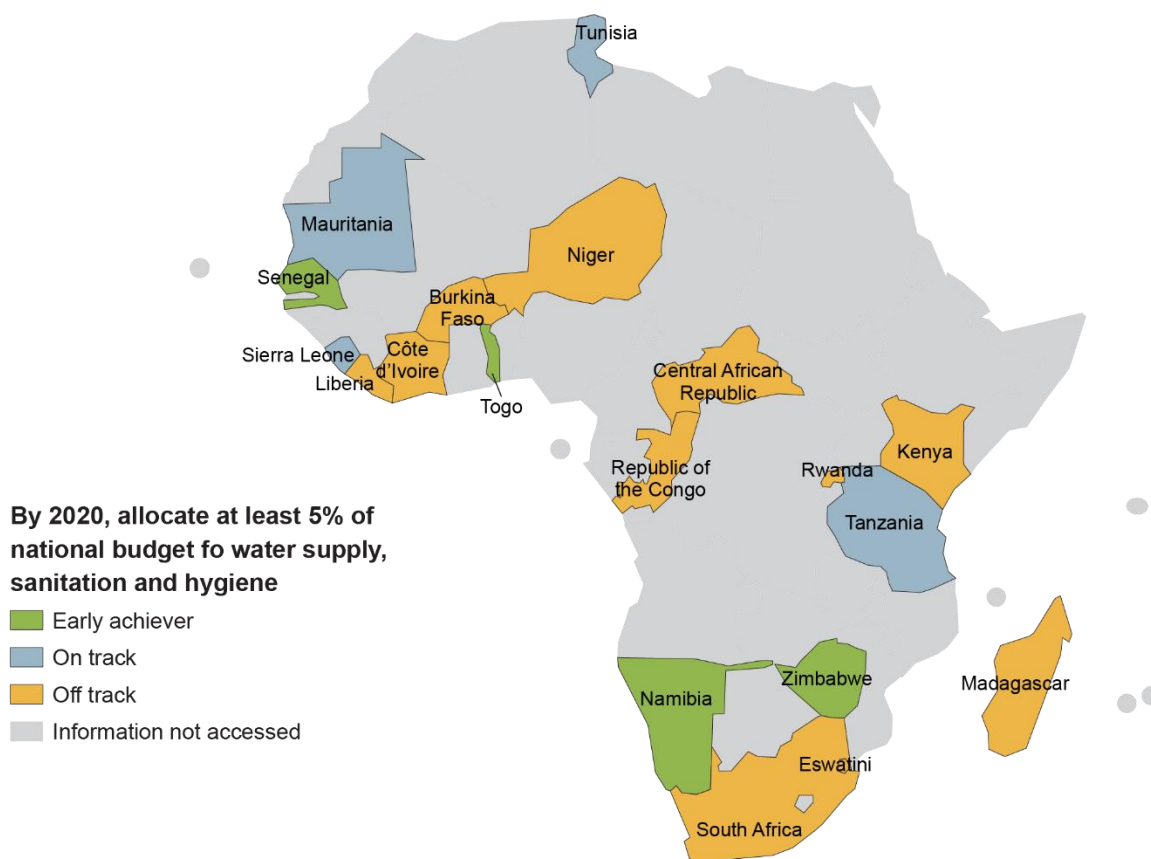 Tunisia
Mauritania
Niger
Senegal
Burkina
Faso
Sierra Leone
Côte
d'Ivoire
Liberia
Togo
Central African
Republic
Republic of
the Congo
Kenya
Rwanda
Tanzania
By 2020, allocate at least 5% of
national budget fo water supply,
sanitation and hygiene
Early achiever
On track
Off track
Information not accessed
Namibia
Zimbabwe
Madagascar
Eswatini
South Africa